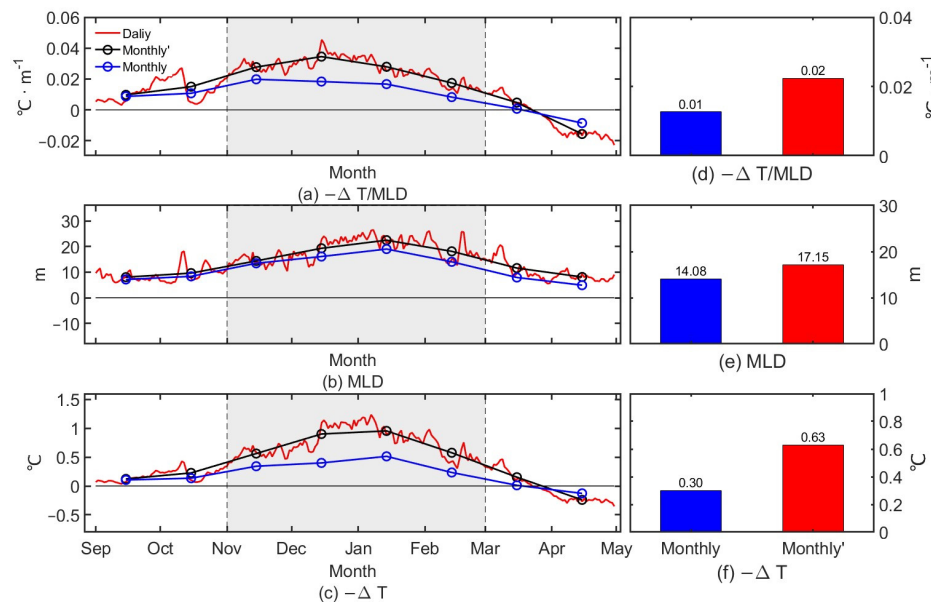 0.06
0.04
0.02
0
−0.02
℃ · m⁻¹
Daliy
Monthly'
Monthly
Month
(a) −Δ T/MLD
0.04
0.02
0
0.01
0.02
℃
(d) −Δ T/MLD
30
20
10
0
−10
m
Month
(b) MLD
30
20
10
0
m
14.08
17.15
(e) MLD
1.5
1
0.5
0
−0.5
℃
Sep Oct Nov Dec Jan Feb Mar Apr May
Month
(c) −Δ T
1
0.8
0.6
0.4
0.2
0
℃
0.30
0.63
Monthly Monthly'
(f) −Δ T